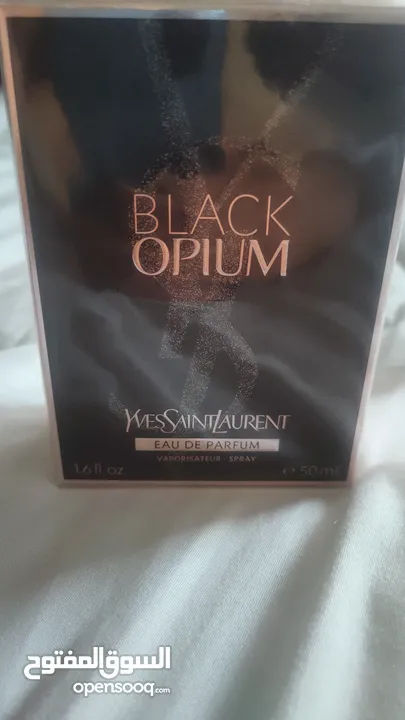 BLACK
OPIUM
YVESSAINTLAURENT
EAU DE PARFUM
VAPORISATEUR - SPRAY
1.6 fl oz. e 50 ml
السوق المفتوح
opensooq.com